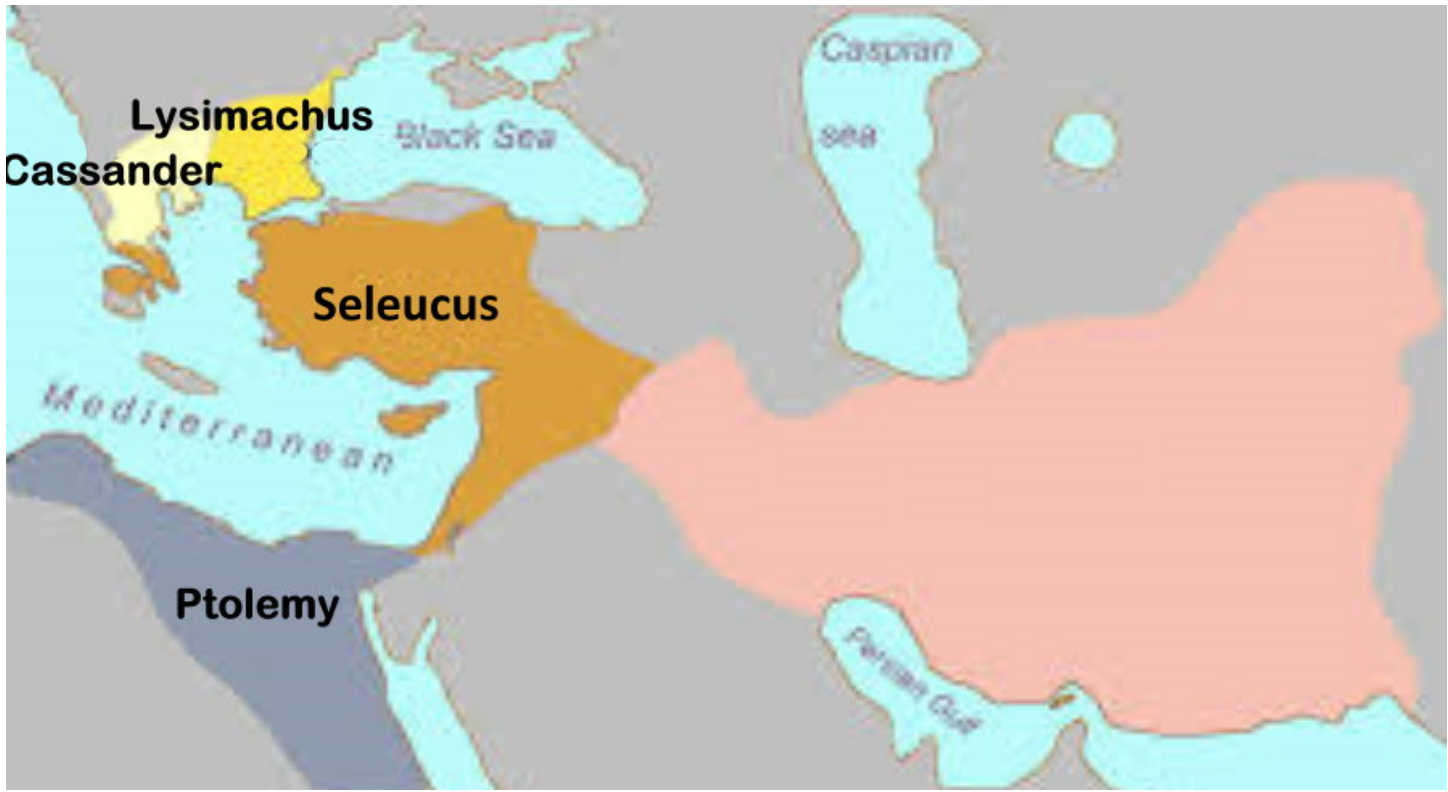 Caspian
sea
Lysimachus
Black Sea
Cassander
Seleucus
Mediterranean
Ptolemy
Persian Gulf